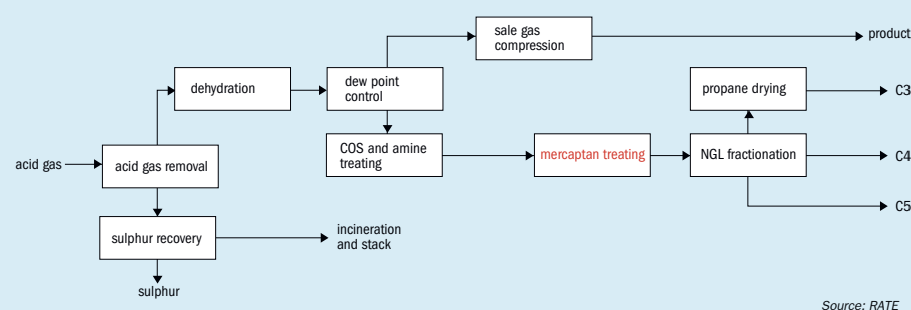 sale gas
compression
product
dehydration
dew point
control
propane drying
C3
acid gas
acid gas removal
COS and amine
treating
mercaptan treating
NGL fractionation
C4
C5
sulphur recovery
incineration
and stack
sulphur
Source: RATE